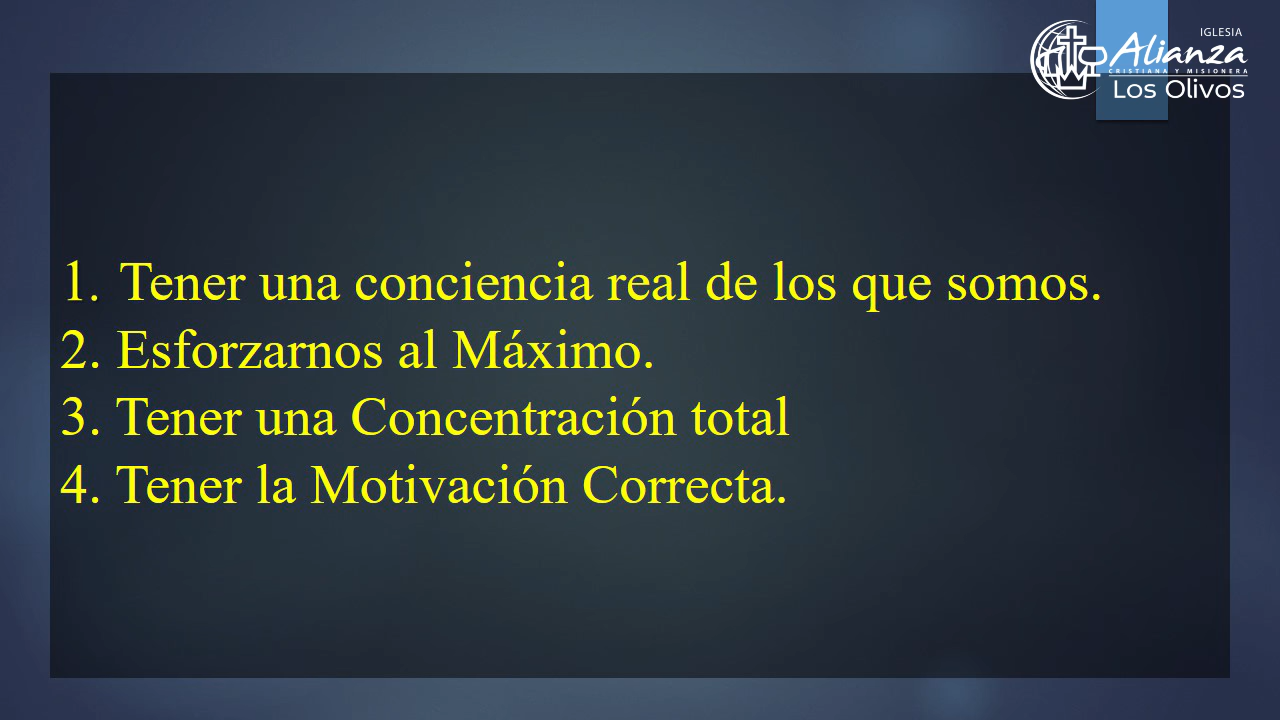 IGLESIA
Alianza
CRISTIANA Y MISIONERA
Los Olivos
1. Tener una conciencia real de los que somos.
2. Esforzarnos al Máximo.
3. Tener una Concentración total
4. Tener la Motivación Correcta.